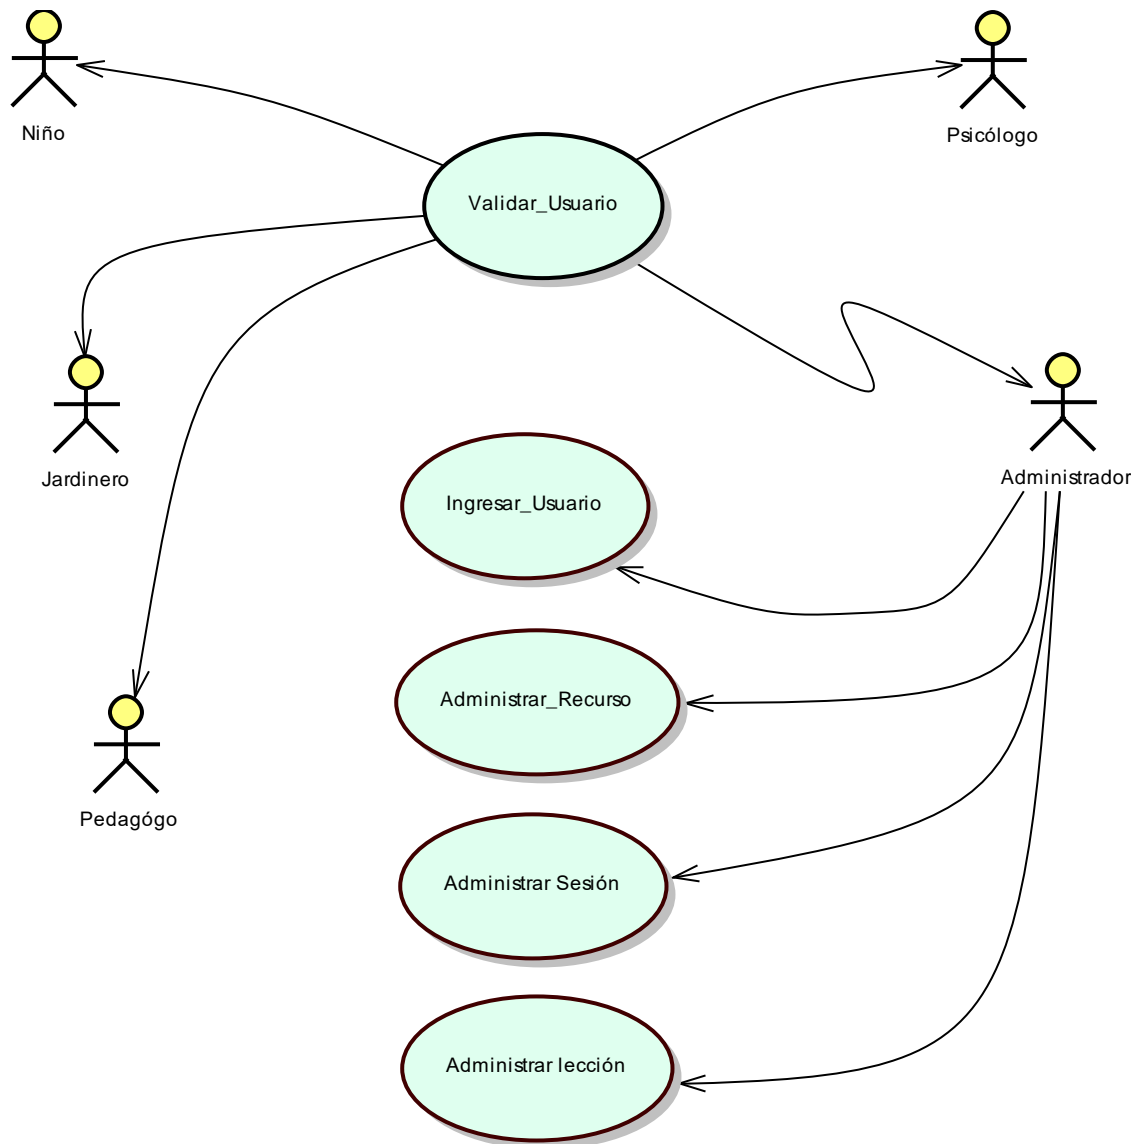 Niño
Psicólogo
Validar_Usuario
Jardinero
Administrador
Ingresar_Usuario
Administrar_Recurso
Pedagógo
Administrar Sesión
Administrar lección